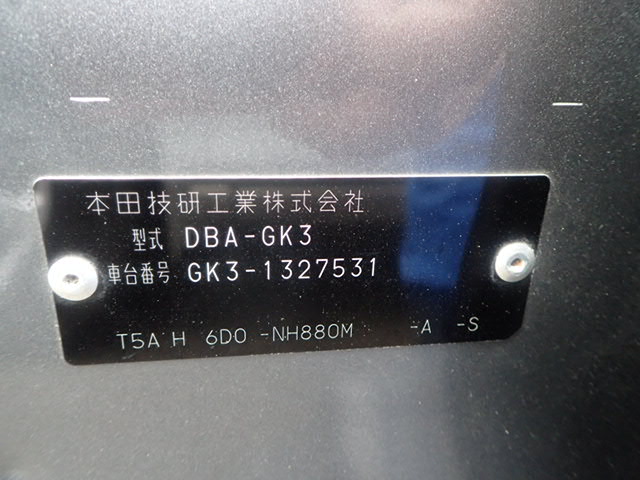 本田技研工業株式会社
型式 DBA-GK3
車台番号 GK3-1327531
T5A H 6D0 -NH880M -A -S